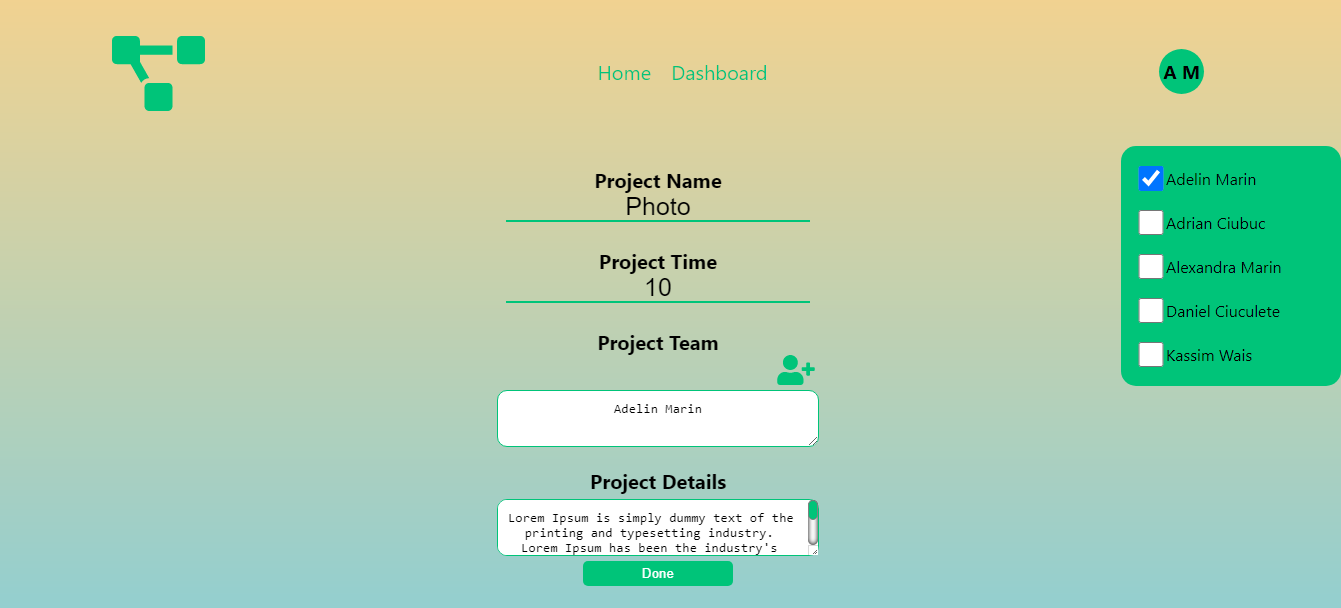 Home Dashboard
A M
Project Name
Photo
Project Time
10
Project Team
Adelin Marin
Project Details
Lorem Ipsum is simply dummy text of the
printing and typesetting industry.
Lorem Ipsum has been the industry's
Done
Adelin Marin
Adrian Ciubuc
Alexandra Marin
Daniel Ciuculete
Kassim Wais